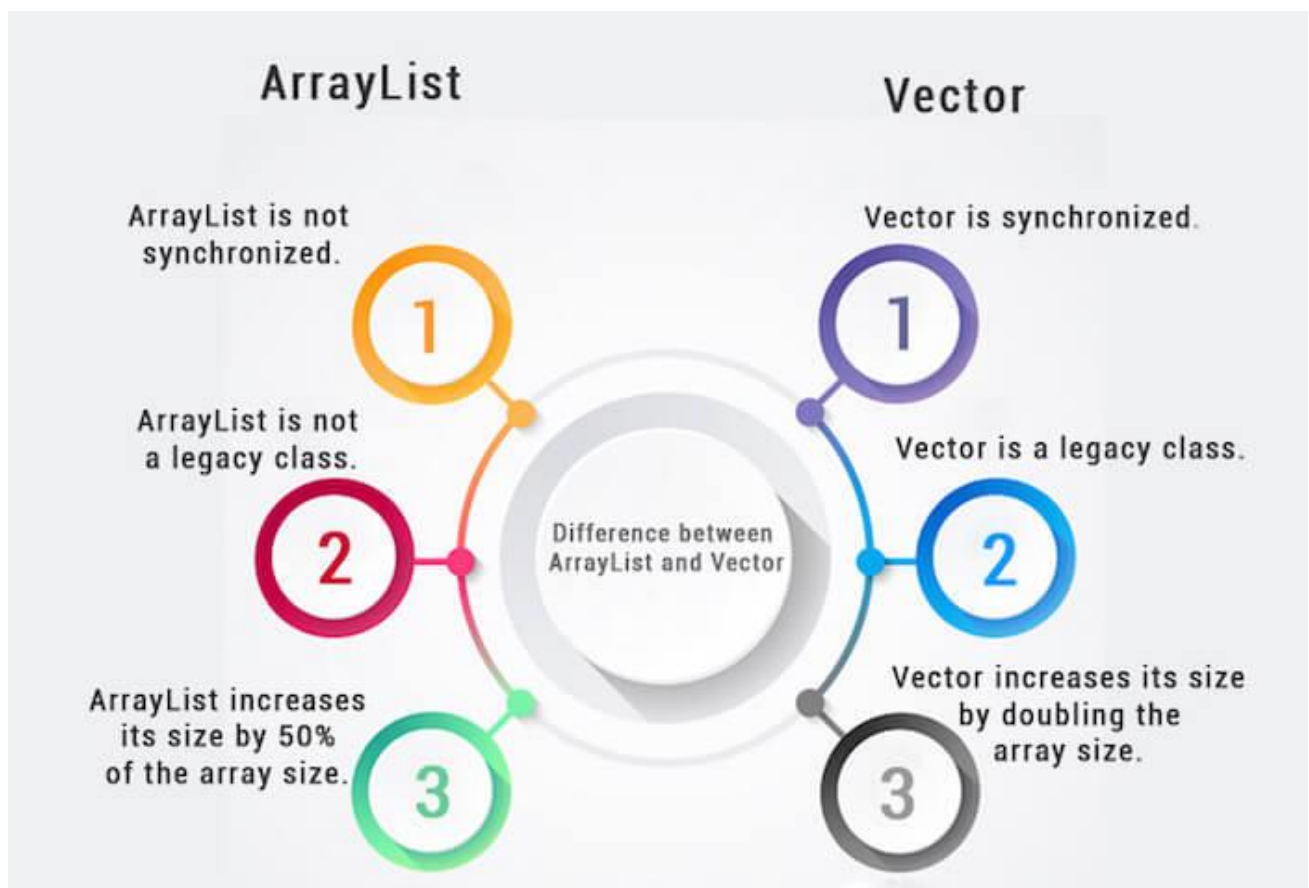 ArrayList
Vector
ArrayList is not
synchronized.
1
ArrayList is not
a legacy class.
2
ArrayList increases
its size by 50%
of the array size.
3
Difference between
ArrayList and Vector
Vector is synchronized.
1
Vector is a legacy class.
2
Vector increases its size
by doubling the
array size.
3